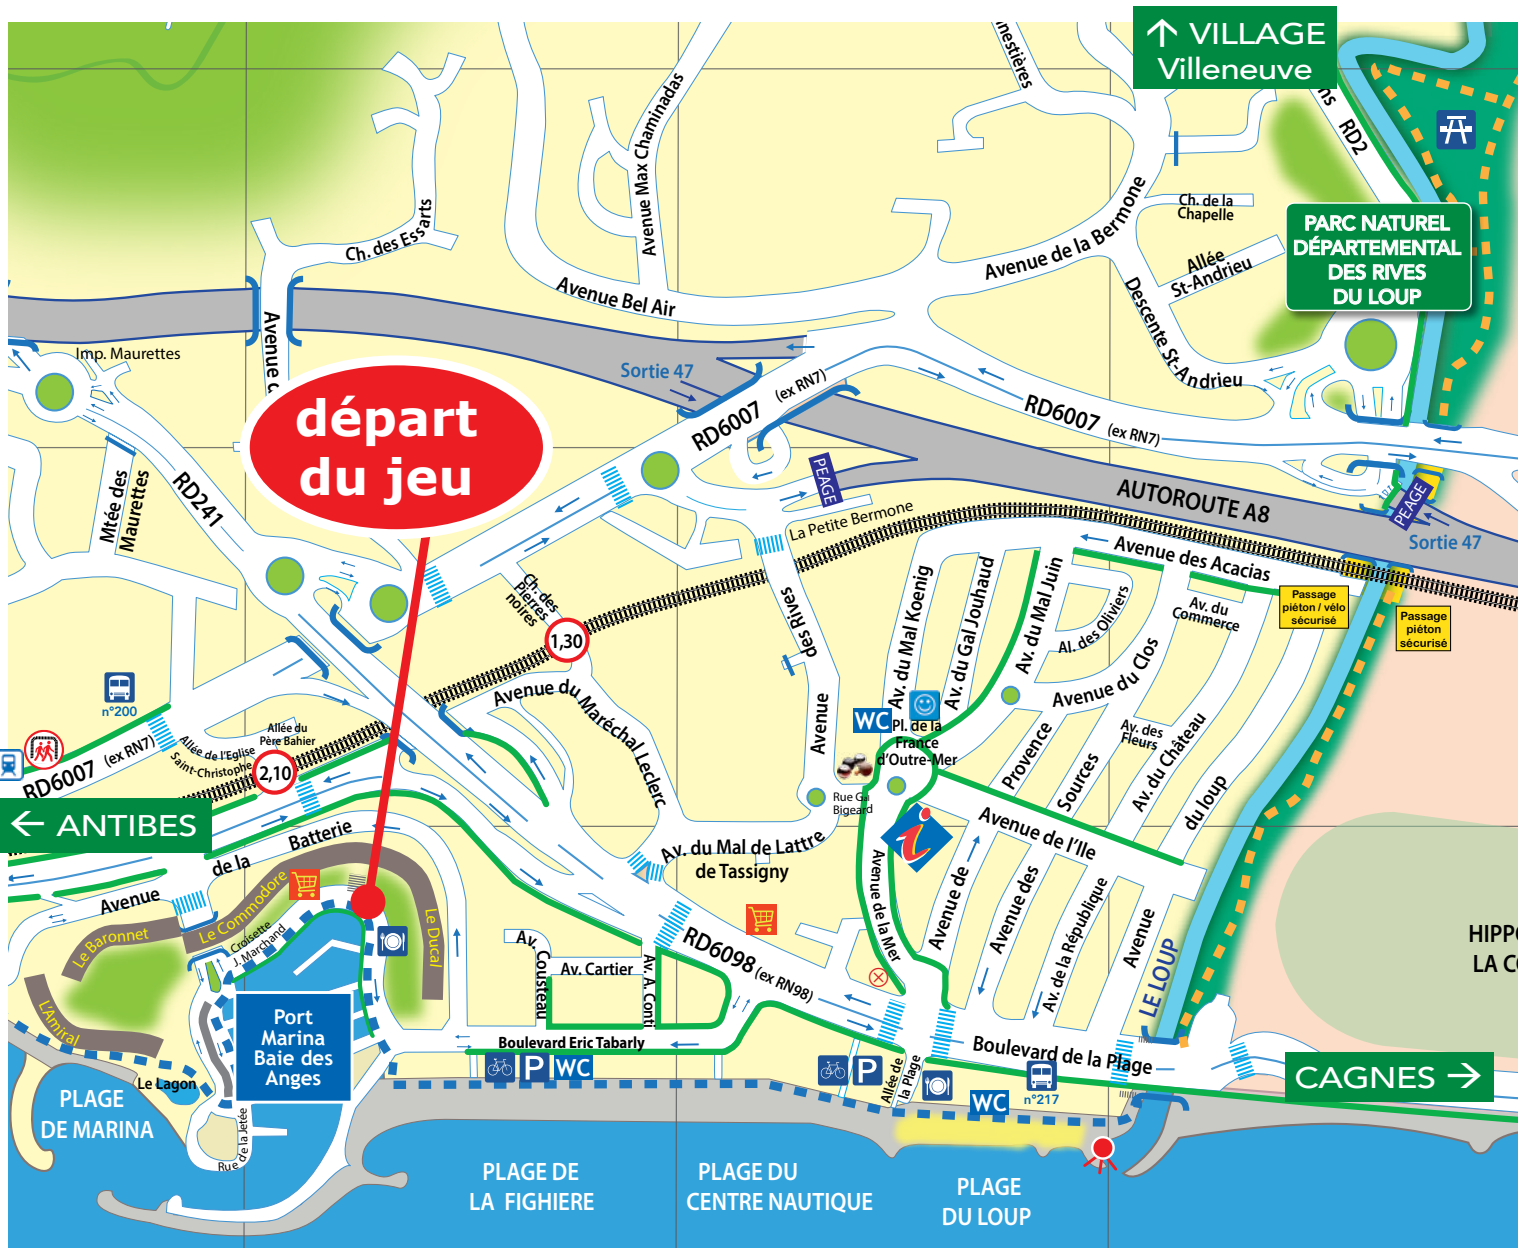 ↑ VILLAGE
Villeneuve
RD2
PARC NATUREL
DÉPARTEMENTAL
DES RIVES
DU LOUP
Ch. des Essarts
Avenue Max Chaminadas
Avenue Bel Air
Avenue de la Bermone
Ch. de la
Chapelle
Allée
St-Andrieu
Descente St-Andrieu
Imp. Maurettes
Avenue
Sortie 47
RD6007 (ex RN7)
RD6007 (ex RN7)
départ
du jeu
Mtée des
Maurettes
RD241
PEAGE
AUTOROUTE A8
PEAGE
Sortie 47
La Petite Bermone
Ch. des
Pierres
noires
1,30
Avenue des Acacias
Passage
piéton / vélo
sécurisé
Passage
piéton
sécurisé
Av. du
Commerce
Al. des Oliviers
Avenue du Clos
Av. du Mal Juin
Av. du Gal Jouhaud
Av. du Mal Koenig
Avenue des Rives
n°200
RD6007 (ex RN7)
Allée de l'Eglise
Saint-Christophe
Allée du
Père Bahier
2,10
Avenue du Maréchal Leclerc
WC
Pl. de la
France
d'Outre-Mer
Rue Gal
Bigeard
i
Provence
Sources
Av. des
Fleurs
Av. du Château
du loup
← ANTIBES
Avenue de la Batterie
Av. du Mal de Lattre
de Tassigny
Avenue de l'Ile
Avenue de la Mer
Avenue de
Avenue des
Av. de la République
Avenue
Le Baronnet
Le Commodore
Le Ducal
L'Amiral
Croisette
J. Marchand
Port
Marina
Baie des
Anges
Av. Cousteau
Av. Cartier
Av. A. Conti
RD6098 (ex RN98)
Boulevard Eric Tabarly
P
WC
P
Allée de
la Plage
Boulevard de la Plage
WC
n°217
LE LOUP
CAGNES →
Le Lagon
Rue de la Jetée
PLAGE
DE MARINA
PLAGE DE
LA FIGHIERE
PLAGE DU
CENTRE NAUTIQUE
PLAGE
DU LOUP